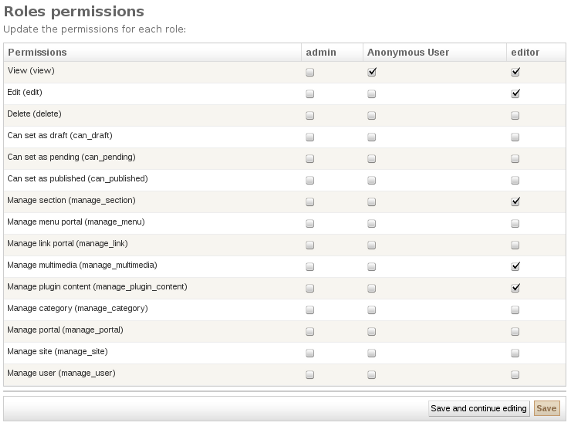 Roles permissions
Update the permissions for each role:
Permissions admin Anonymous User editor
View (view)
Edit (edit)
Delete (delete)
Can set as draft (can_draft)
Can set as pending (can_pending)
Can set as published (can_published)
Manage section (manage_section)
Manage menu portal (manage_menu)
Manage link portal (manage_link)
Manage multimedia (manage_multimedia)
Manage plugin content (manage_plugin_content)
Manage category (manage_category)
Manage portal (manage_portal)
Manage site (manage_site)
Manage user (manage_user)
Save and continue editing Save